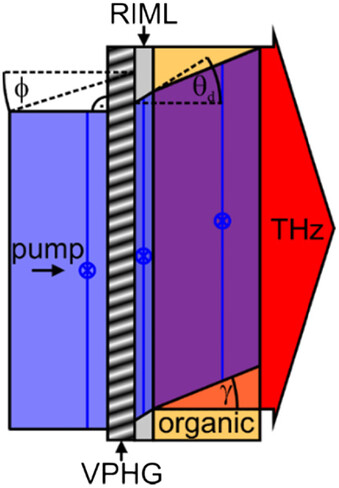 RIML
ϕ
θd
THz
pump
γ
organic
VPHG